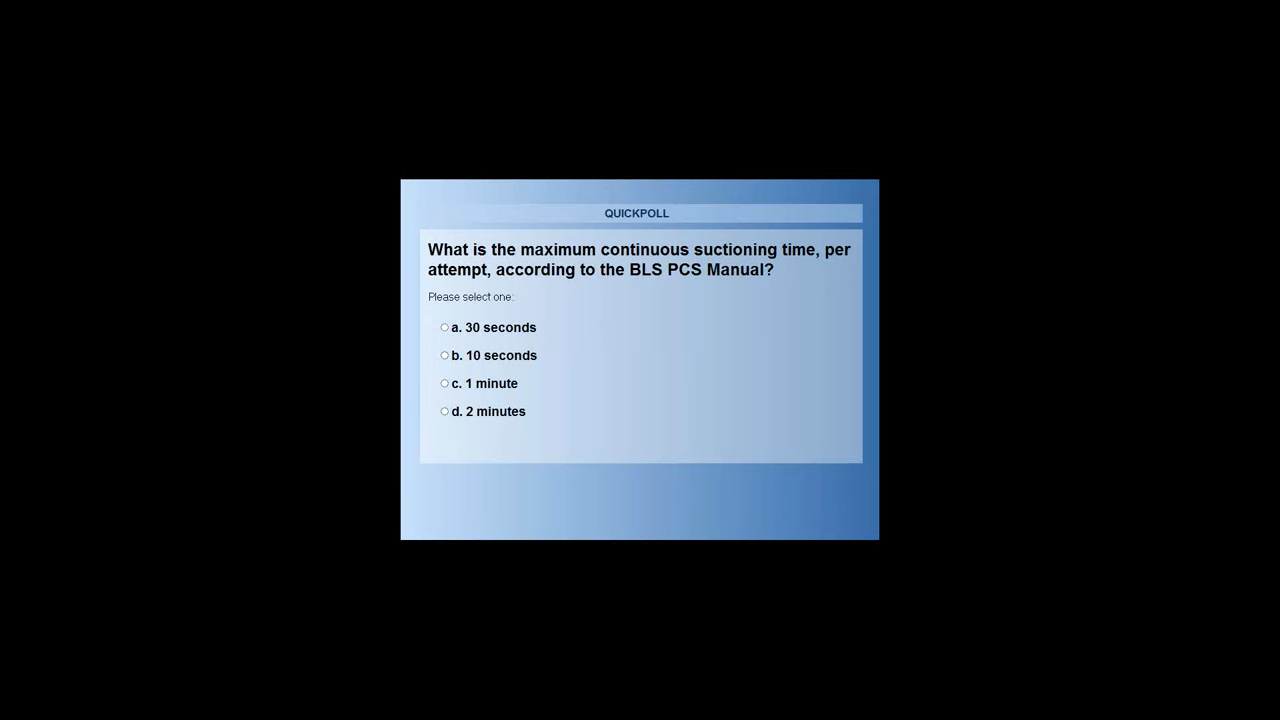 QUICKPOLL
What is the maximum continuous suctioning time, per
attempt, according to the BLS PCS Manual?
Please select one:
a. 30 seconds
b. 10 seconds
c. 1 minute
d. 2 minutes